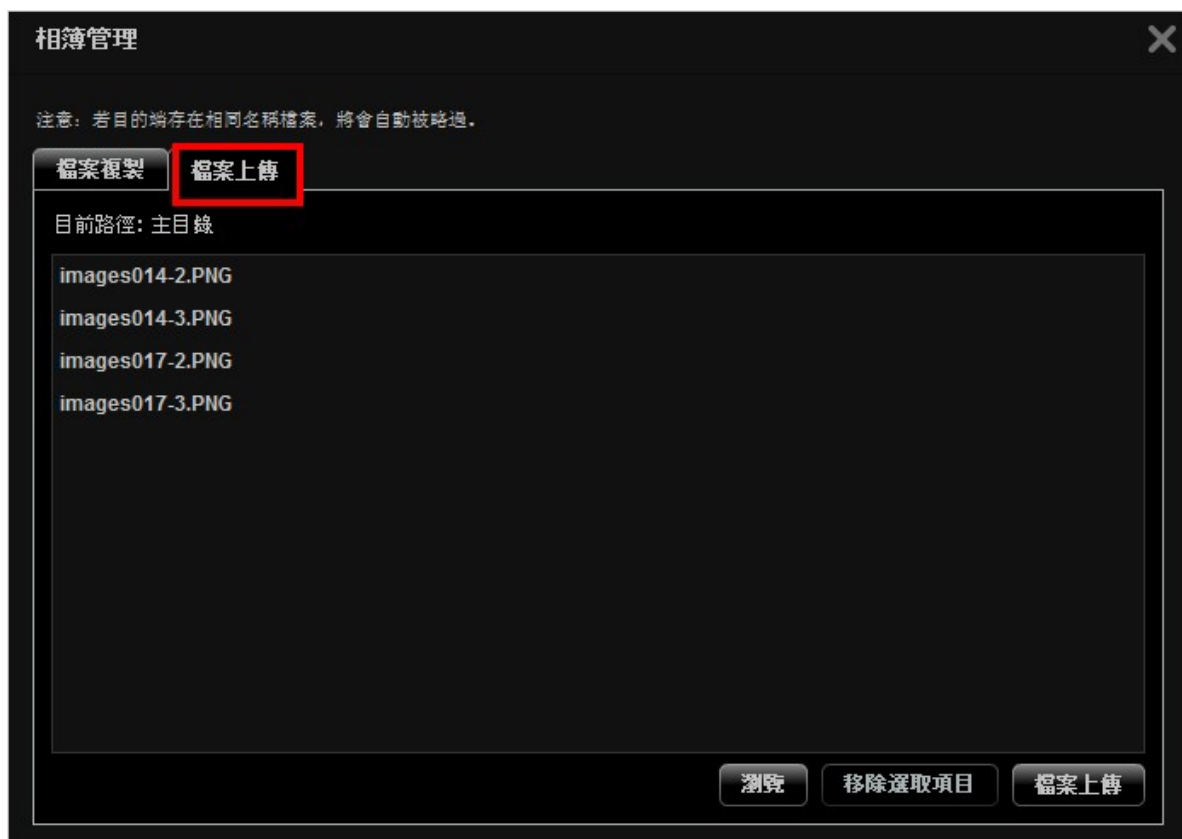 相簿管理
注意：若目的端存在相同名稱檔案，將會自動被略過。
檔案複製 檔案上傳
目前路徑: 主目錄
images014-2.PNG
images014-3.PNG
images017-2.PNG
images017-3.PNG
瀏覽 移除選取項目 檔案上傳